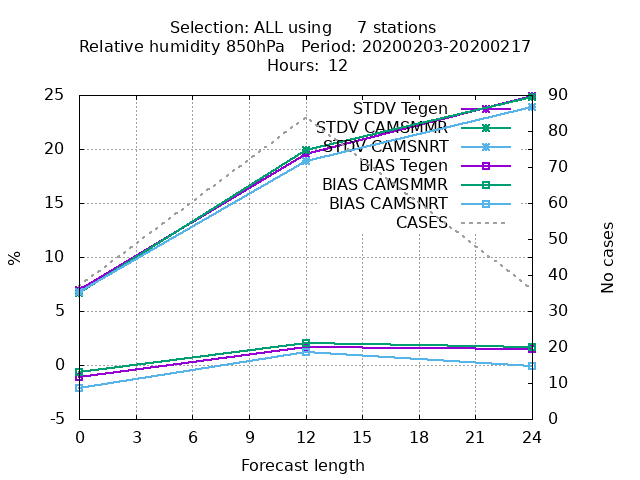 Selection: ALL using 7 stations
Relative humidity 850hPa Period: 20200203-20200217
Hours: 12
STDV Tegen
STDV CAMSMMR
STDV CAMSNRT
BIAS Tegen
BIAS CAMSMMR
BIAS CAMSNRT
CASES
25
20
15
10
5
0
-5
%
90
80
70
60
50
40
30
20
10
0
No cases
0 3 6 9 12 15 18 21 24
Forecast length